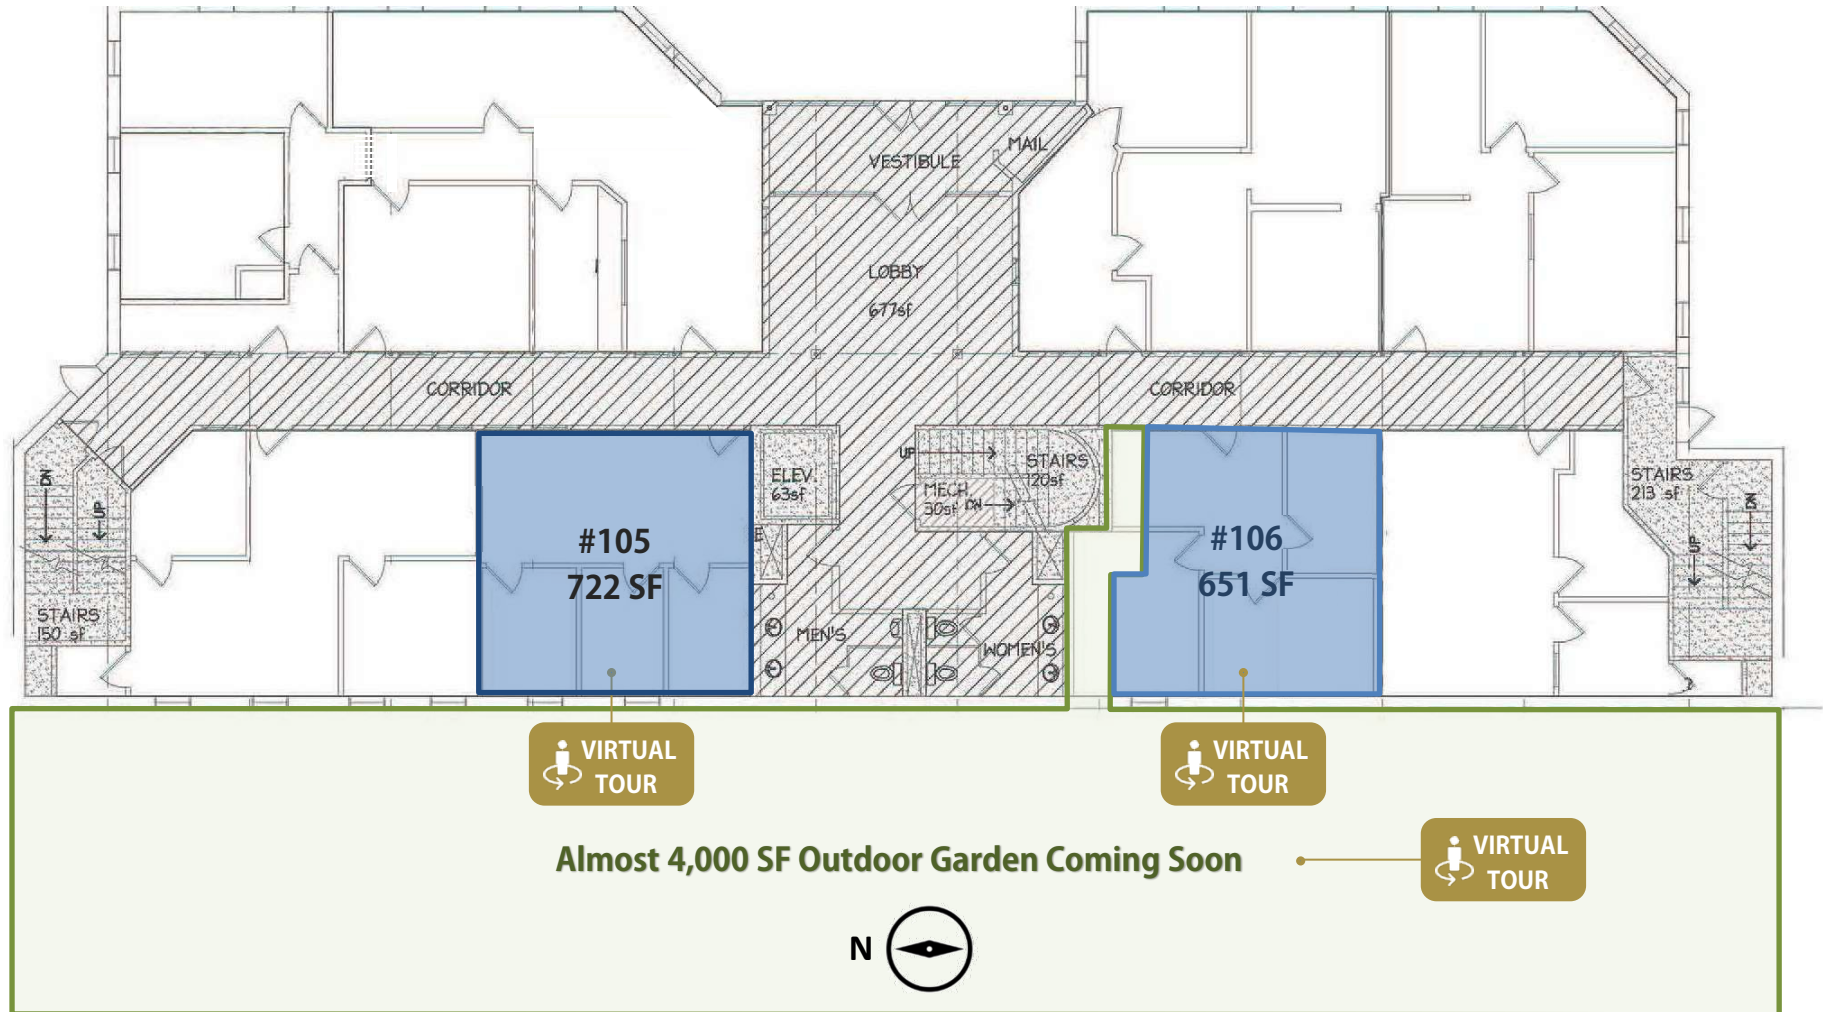 MAIL
VESTIBULE
LOBBY
677sf
CORRIDOR
CORRIDOR
UP
STAIRS
120sf
ELEV.
63sf
MECH
30sf
DN
DN
UP
STAIRS
213 sf
DN
UP
#105
722 SF
E
#106
651 SF
STAIRS
150 sf
MEN'S
WOMEN'S
VIRTUAL
TOUR
VIRTUAL
TOUR
Almost 4,000 SF Outdoor Garden Coming Soon
VIRTUAL
TOUR
N